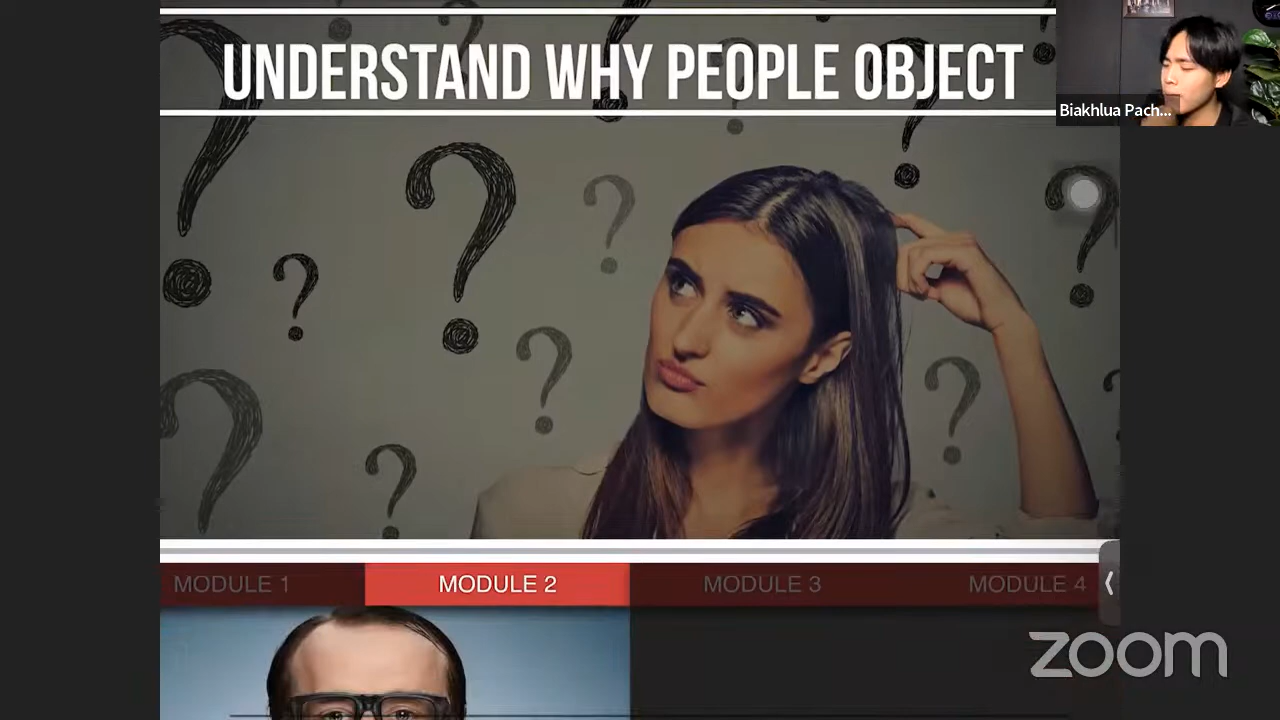 UNDERSTAND WHY PEOPLE OBJECT
Biakhlua Pach...
MODULE 1
MODULE 2
MODULE 3
MODULE 4
zoom